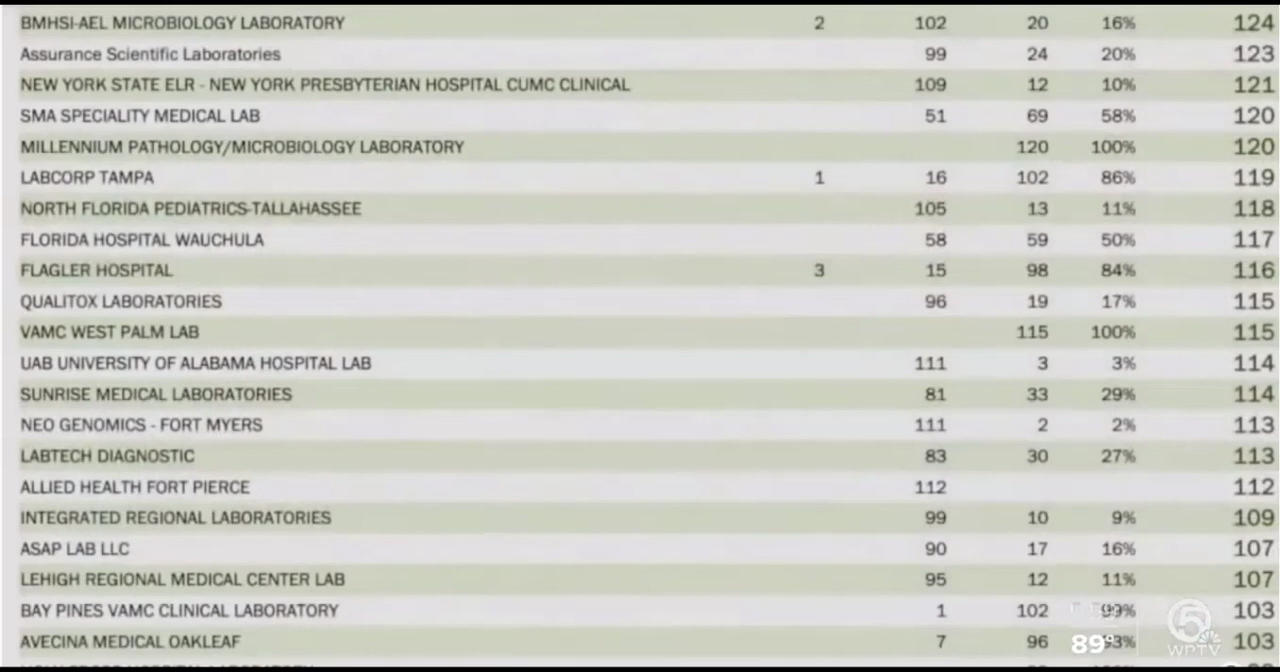 BMHSI-AEL MICROBIOLOGY LABORATORY 2 102 20 16% 124
Assurance Scientific Laboratories 99 24 20% 123
NEW YORK STATE ELR - NEW YORK PRESBYTERIAN HOSPITAL CUMC CLINICAL 109 12 10% 121
SMA SPECIALITY MEDICAL LAB 51 69 58% 120
MILLENNIUM PATHOLOGY/MICROBIOLOGY LABORATORY 120 100% 120
LABCORP TAMPA 1 16 102 86% 119
NORTH FLORIDA PEDIATRICS-TALLAHASSEE 105 13 11% 118
FLORIDA HOSPITAL WAUCHULA 58 59 50% 117
FLAGLER HOSPITAL 3 15 98 84% 116
QUALITOX LABORATORIES 96 19 17% 115
VAMC WEST PALM LAB 115 100% 115
UAB UNIVERSITY OF ALABAMA HOSPITAL LAB 111 3 3% 114
SUNRISE MEDICAL LABORATORIES 81 33 29% 114
NEO GENOMICS - FORT MYERS 111 2 2% 113
LABTECH DIAGNOSTIC 83 30 27% 113
ALLIED HEALTH FORT PIERCE 112 112
INTEGRATED REGIONAL LABORATORIES 99 10 9% 109
ASAP LAB LLC 90 17 16% 107
LEHIGH REGIONAL MEDICAL CENTER LAB 95 12 11% 107
BAY PINES VAMC CLINICAL LABORATORY 1 102 99% 103
AVECINA MEDICAL OAKLEAF 7 96 93% 103
89°
5
WPTV